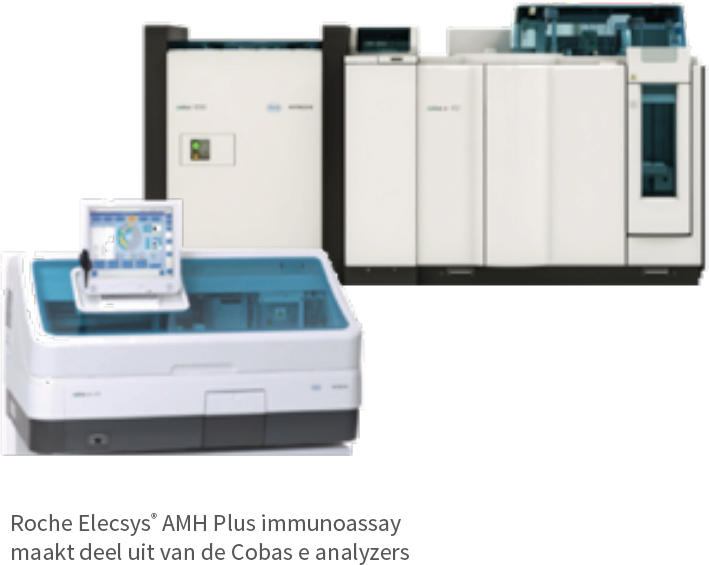 Roche Elecsys® AMH Plus immunoassay
maakt deel uit van de Cobas e analyzers